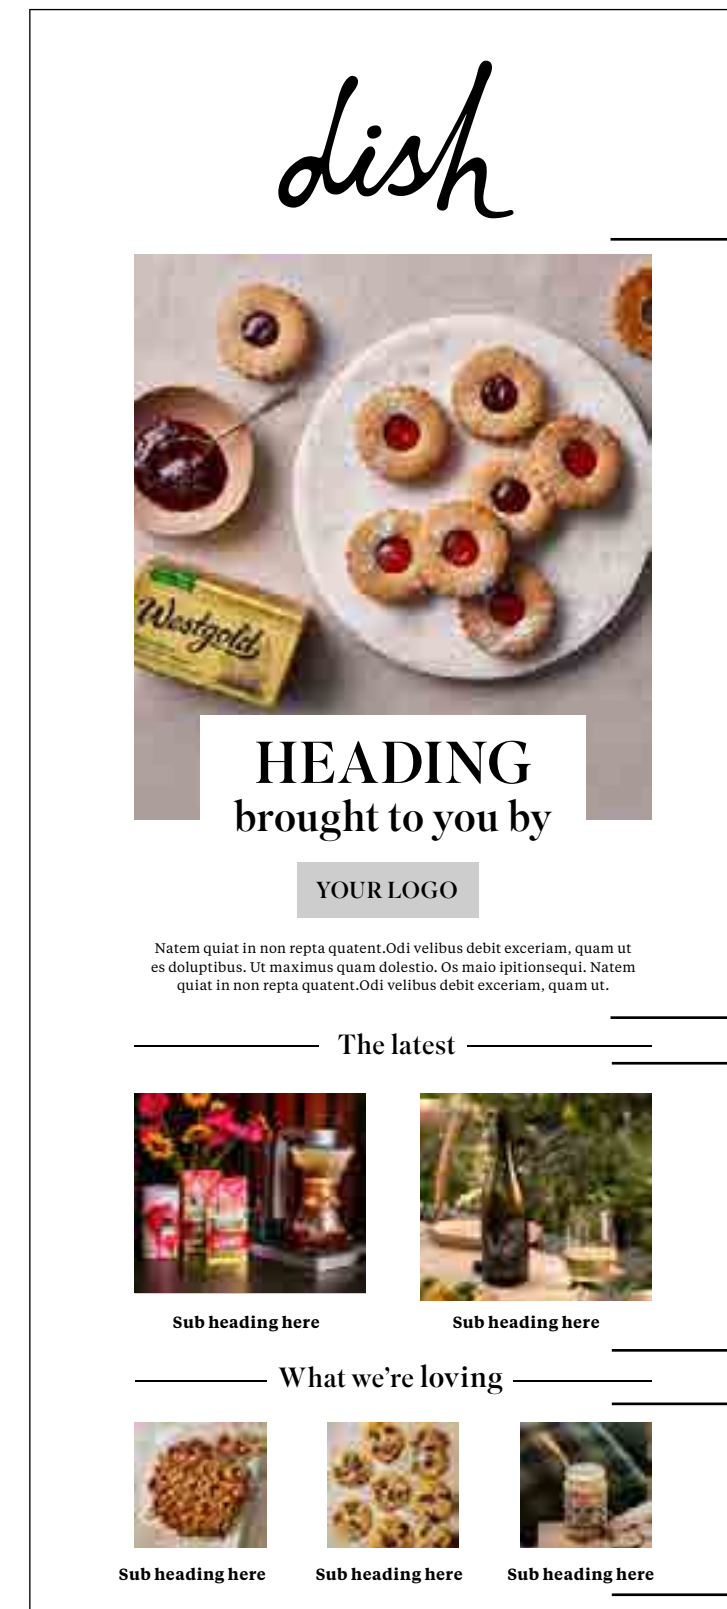 dish
Westgold
HEADING
brought to you by
YOUR LOGO
Natem quiat in non repta quatent.Odi velibus debit exceriam, quam ut
es doluptibus. Ut maximus quam dolestio. Os maio ipitionsequi. Natem
quiat in non repta quatent.Odi velibus debit exceriam, quam ut.
The latest
Sub heading here
Sub heading here
What we're loving
Sub heading here
Sub heading here
Sub heading here